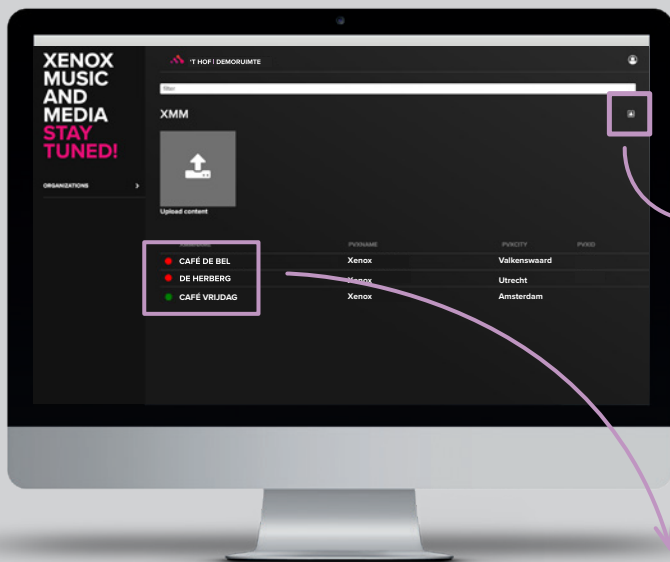 XENOX
MUSIC
AND
MEDIA
STAY
TUNED!
ORGANIZATIONS
'T HOF | DEMORUIMTE
filter
XMM
Upload content
PVXNAME PVXCITY PVXID
CAFÉ DE BEL Xenox Valkenswaard
DE HERBERG Xenox Utrecht
CAFÉ VRIJDAG Xenox Amsterdam